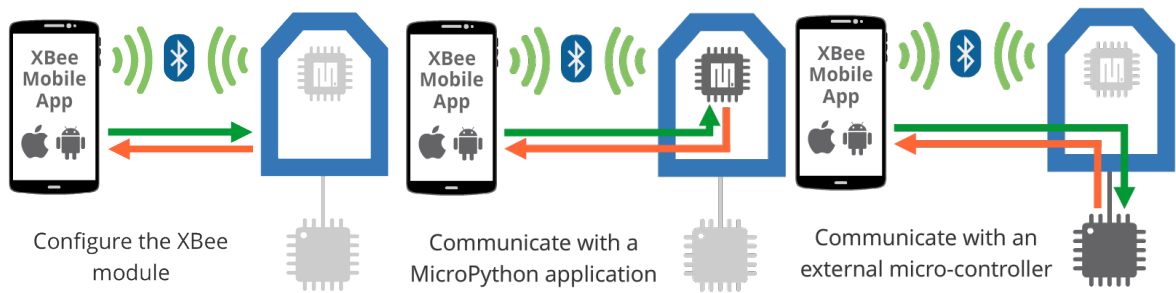 XBee
Mobile
App
Configure the XBee
module
XBee
Mobile
App
Communicate with a
MicroPython application
XBee
Mobile
App
Communicate with an
external micro-controller